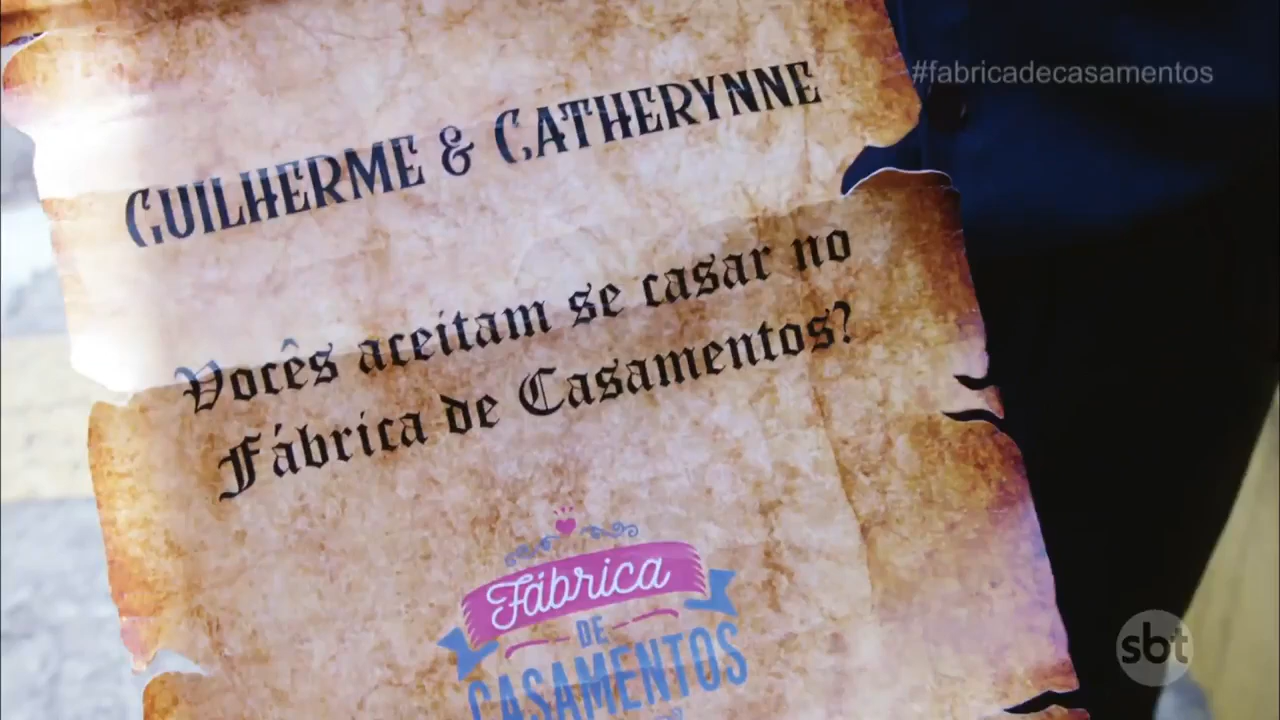 #fabricadecasamentos
GUILHERME & CATHERYNNE
Vocês aceitam se casar no
Fábrica de Casamentos?
Fábrica
DE
CASAMENTOS
sbt